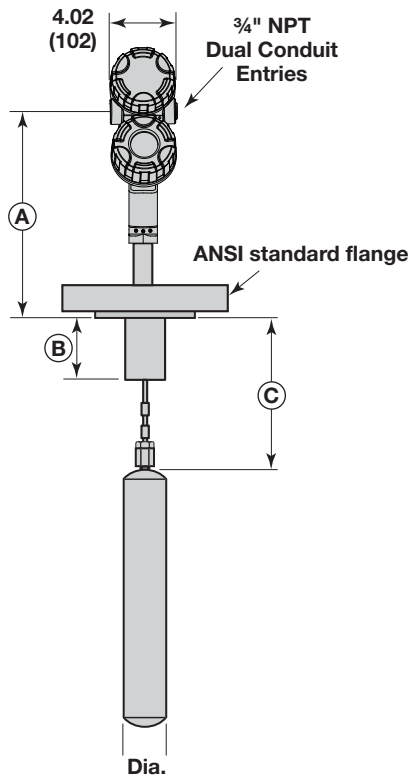 4.02
(102)
¾" NPT
Dual Conduit
Entries
A
ANSI standard flange
B
C
Dia.